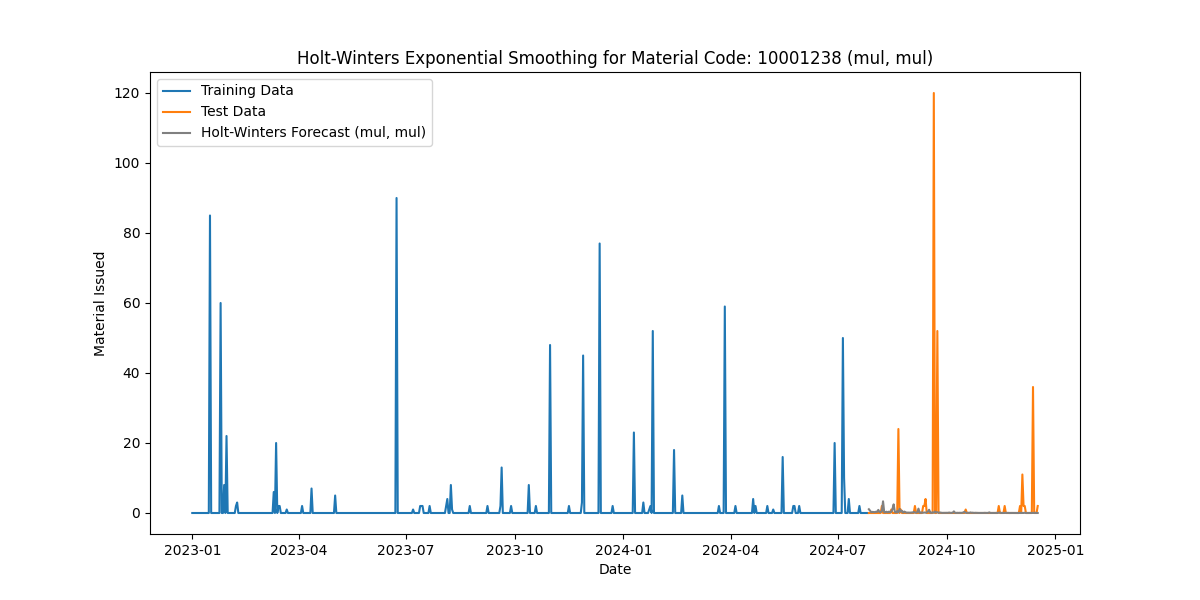 Holt-Winters Exponential Smoothing for Material Code: 10001238 (mul, mul)
Training Data
Test Data
Holt-Winters Forecast (mul, mul)
Material Issued
120
100
80
60
40
20
0
2023-01
2023-04
2023-07
2023-10
2024-01
2024-04
2024-07
2024-10
2025-01
Date